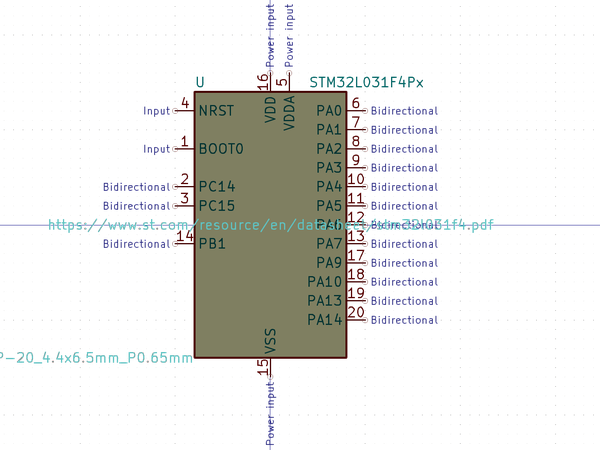 Power input
Power input
16
5
U
STM32L031F4Px
VDD
VDDA
Input 4 NRST
PA0 6 Bidirectional
PA1 7 Bidirectional
Input 1 BOOT0
PA2 8 Bidirectional
PA3 9 Bidirectional
Bidirectional 2 PC14
PA4 10 Bidirectional
Bidirectional 3 PC15
PA5 11 Bidirectional
PA6 12 Bidirectional
https://www.st.com/resource/en/datasheet/stm32l031f4.pdf
Bidirectional 14 PB1
PA7 13 Bidirectional
PA9 17 Bidirectional
PA10 18 Bidirectional
PA13 19 Bidirectional
PA14 20 Bidirectional
VSS
P-20_4.4x6.5mm_P0.65mm
15
Power input